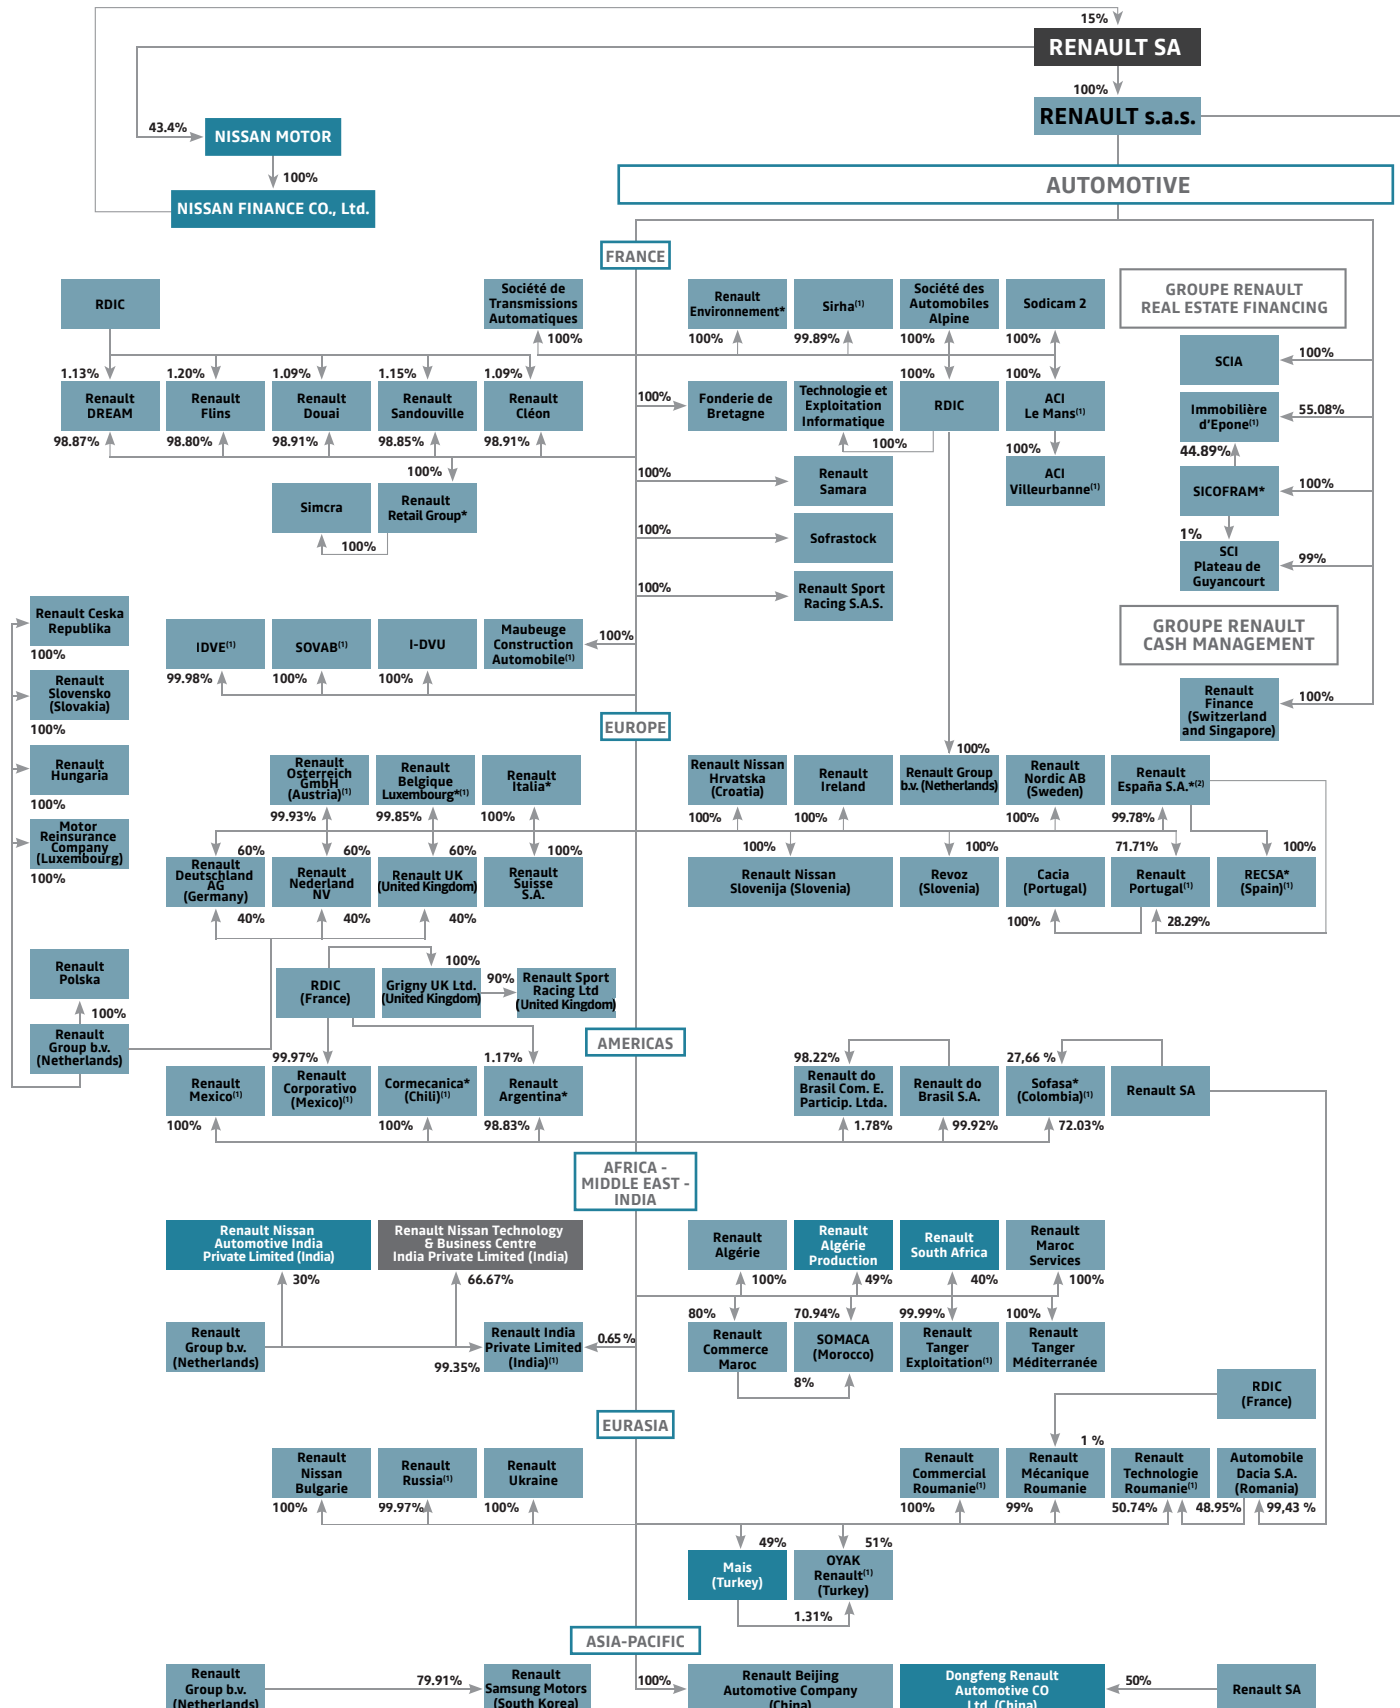 15%
RENAULT SA
100%
RENAULT s.a.s.
43.4%
NISSAN MOTOR
100%
NISSAN FINANCE CO., Ltd.
AUTOMOTIVE
FRANCE
RDIC
Société de
Transmissions
Automatiques
100%
Renault
Environnement*
100%
Sirha(1)
99.89%
Société des
Automobiles
Alpine
100%
Sodicam 2
100%
GROUPE RENAULT
REAL ESTATE FINANCING
1.13%
Renault
DREAM
98.87%
1.20%
Renault
Flins
98.80%
1.09%
Renault
Douai
98.91%
1.15%
Renault
Sandouville
98.85%
1.09%
Renault
Cléon
98.91%
100%
Fonderie de
Bretagne
Technologie et
Exploitation
Informatique
100%
100%
RDIC
100%
ACI
Le Mans(1)
100%
ACI
Villeurbanne(1)
SCIA
100%
Immobilière
d'Epone(1)
55.08%
44.89%
SICOFRAM*
100%
1%
SCI
Plateau de
Guyancourt
99%
100%
Simcra
Renault
Retail Group*
100%
100%
Renault
Samara
100%
Sofrastock
100%
Renault Sport
Racing S.A.S.
GROUPE RENAULT
CASH MANAGEMENT
Renault
Finance
(Switzerland
and Singapore)
100%
Renault Ceska
Republika
100%
Renault
Slovensko
(Slovakia)
100%
Renault
Hungaria
100%
Motor
Reinsurance
Company
(Luxembourg)
100%
IDVE(1)
99.98%
SOVAB(1)
100%
I-DVU
100%
Maubeuge
Construction
Automobile(1)
100%
EUROPE
Renault
Osterreich
GmbH
(Austria)(1)
99.93%
Renault
Belgique
Luxembourg*(1)
99.85%
Renault
Italia*
100%
Renault Nissan
Hrvatska
(Croatia)
100%
Renault
Ireland
100%
100%
Renault Group
b.v. (Netherlands)
Renault
Nordic AB
(Sweden)
100%
Renault
España S.A.*(2)
99.78%
60%
Renault
Deutschland
AG
(Germany)
40%
60%
Renault
Nederland
NV
40%
60%
Renault UK
(United Kingdom)
40%
100%
Renault
Suisse
S.A.
100%
Renault Nissan
Slovenija (Slovenia)
100%
Revoz
(Slovenia)
Cacia
(Portugal)
100%
71.71%
Renault
Portugal(1)
28.29%
100%
RECSA*
(Spain)(1)
Renault
Polska
100%
Renault
Group b.v.
(Netherlands)
RDIC
(France)
100%
Grigny UK Ltd.
(United Kingdom)
90%
Renault Sport
Racing Ltd
(United Kingdom)
AMERICAS
Renault
Mexico(1)
100%
99.97%
Renault
Corporativo
(Mexico)(1)
Cormecanica*
(Chili)(1)
100%
1.17%
Renault
Argentina*
98.83%
98.22%
Renault do
Brasil Com. E.
Particip. Ltda.
1.78%
Renault do
Brasil S.A.
99.92%
27,66 %
Sofasa*
(Colombia)(1)
72.03%
Renault SA
AFRICA -
MIDDLE EAST -
INDIA
Renault Nissan
Automotive India
Private Limited (India)
30%
Renault Nissan Technology
& Business Centre
India Private Limited (India)
66.67%
Renault
Algérie
100%
Renault
Algérie
Production
49%
Renault
South Africa
40%
Renault
Maroc
Services
100%
Renault
Group b.v.
(Netherlands)
99.35%
Renault India
Private Limited
(India)(1)
0.65 %
80%
Renault
Commerce
Maroc
8%
70.94%
SOMACA
(Morocco)
99.99%
Renault
Tanger
Exploitation(1)
100%
Renault
Tanger
Méditerranée
RDIC
(France)
EURASIA
Renault
Nissan
Bulgarie
100%
Renault
Russia(1)
99.97%
Renault
Ukraine
100%
Renault
Commercial
Roumanie(1)
100%
1 %
Renault
Mécanique
Roumanie
99%
Renault
Technologie
Roumanie(1)
50.74%
48.95%
Automobile
Dacia S.A.
(Romania)
99,43 %
49%
Mais
(Turkey)
1.31%
51%
OYAK
Renault(1)
(Turkey)
ASIA-PACIFIC
Renault
Group b.v.
(Netherlands)
79.91%
Renault
Samsung Motors
(South Korea)
100%
Renault Beijing
Automotive Company
(China)
Dongfeng Renault
Automotive CO
Ltd. (China)
50%
Renault SA